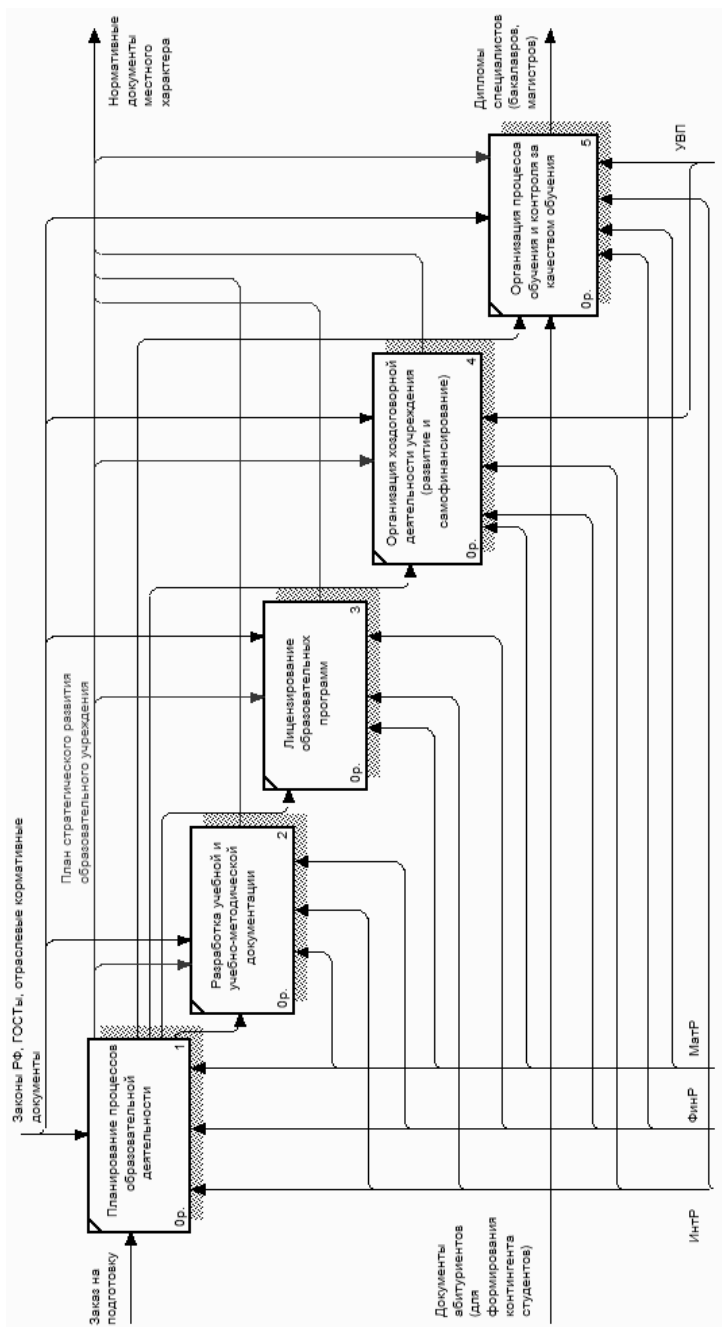 Законы РФ, ГОСТы, отраслевые кормативные
документы
План стратегического развития
образовательного учреждения
Нормативные
документы
местного
характера
Заказ на
подготовку
Планирование процессов
образовательной
деятельности
0р.
1
Разработка учебной и
учебно-методической
документации
0р.
2
Лицензирование
образовательных
программ
0р.
3
Организация хоздоговорной
деятельности учреждения
(развитие и
самофинансирование)
0р.
4
Организация процесса
обучения и контроля за
качеством обучения
0р.
5
Дипломы
специалистов
(бакалавров,
магистров)
Документы
абитуриентов
(для
формирования
контингента
студентов)
ИнтР
ФинР
МатР
УВП